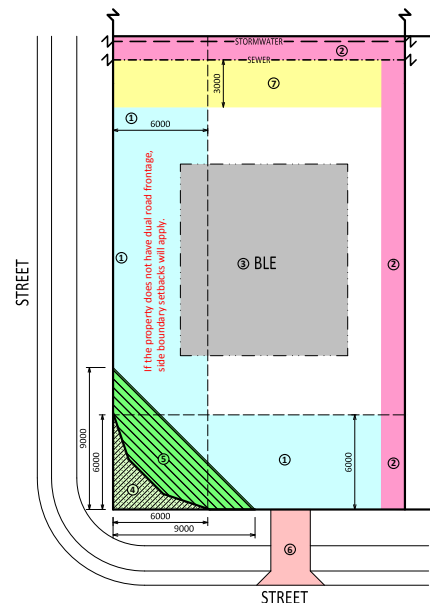 STORMWATER
②
SEWER
⑦
3000
①
6000
If the property does not have dual road frontage,
side boundary setbacks will apply.
③ BLE
①
②
STREET
9000
6000
⑤
④
①
6000
②
6000
9000
⑥
STREET